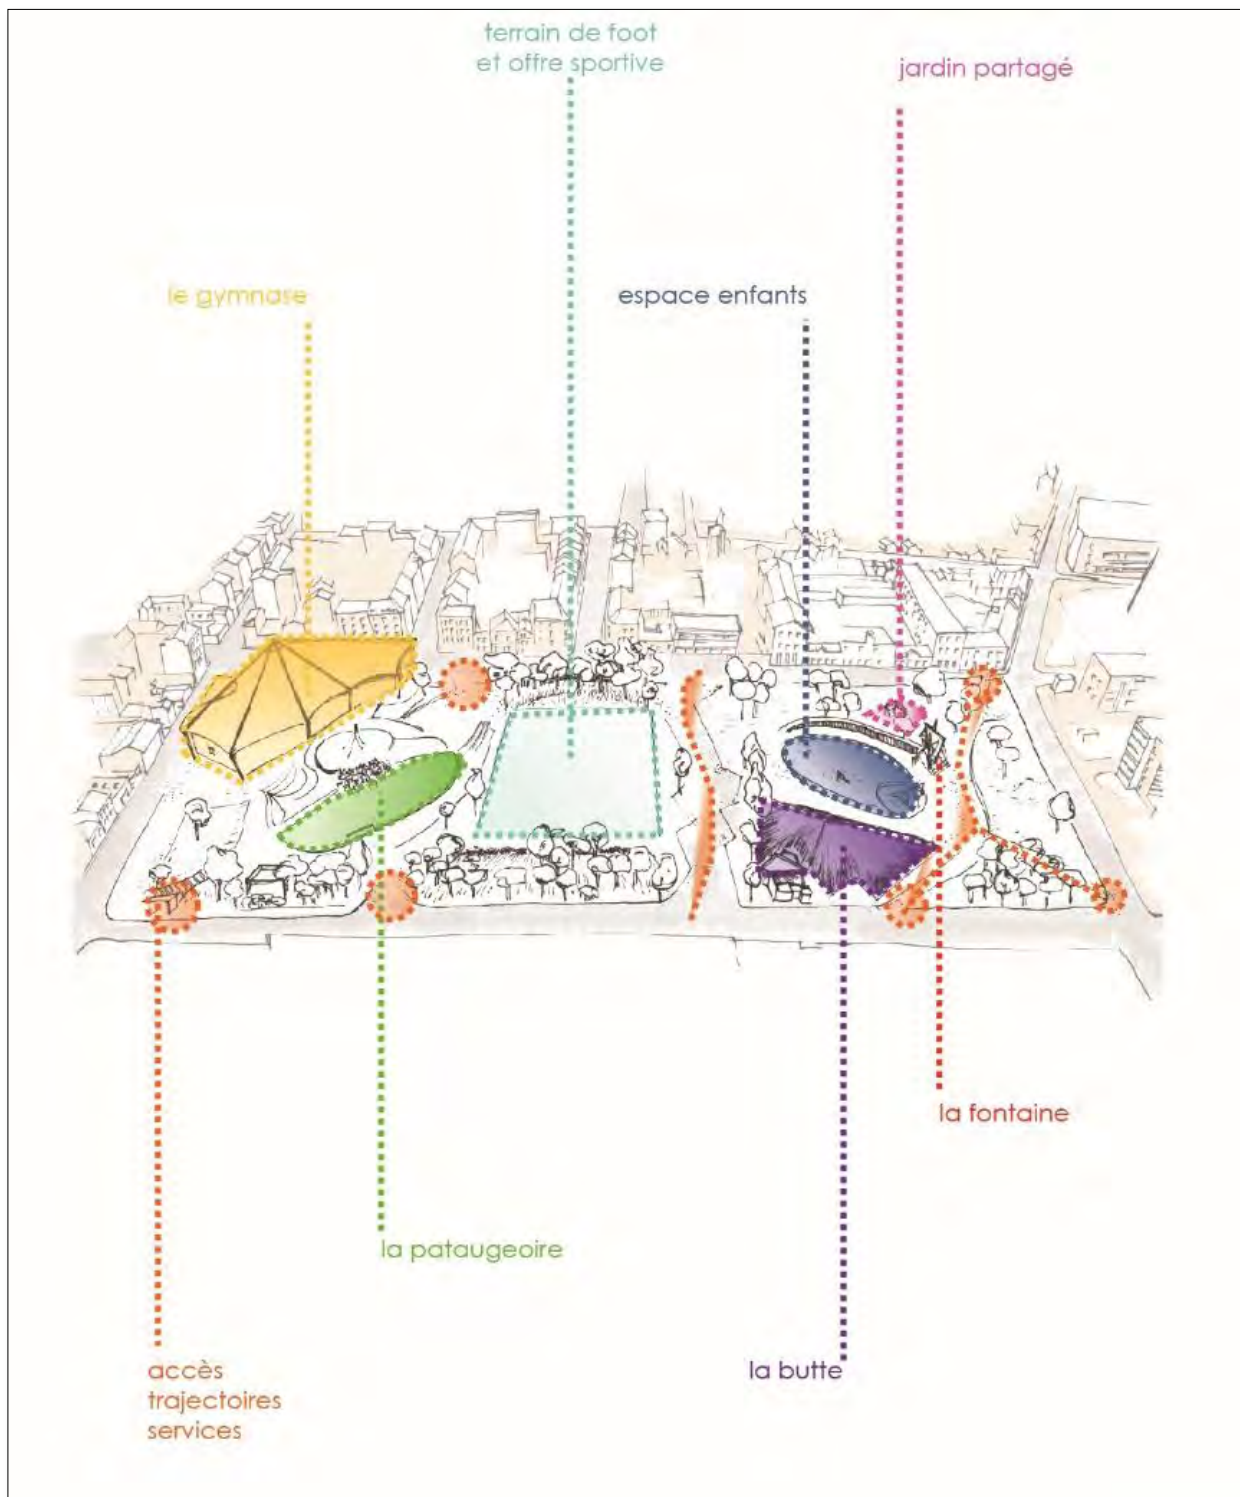 terrain de foot
et offre sportive
jardin partagé
le gymnase
espace enfants
la fontaine
la pataugeoire
la butte
accès
trajectoires
services